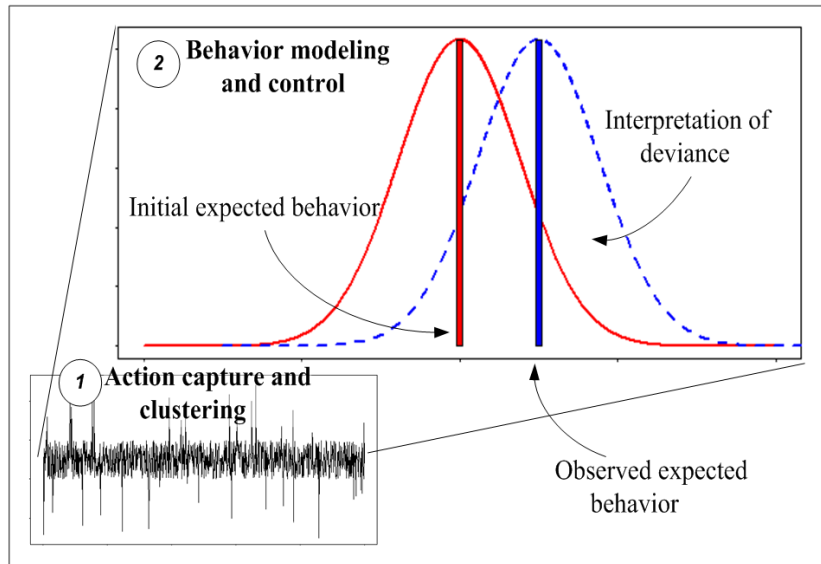 2 Behavior modeling
and control
Interpretation of
deviance
Initial expected behavior
1 Action capture and
clustering
Observed expected
behavior